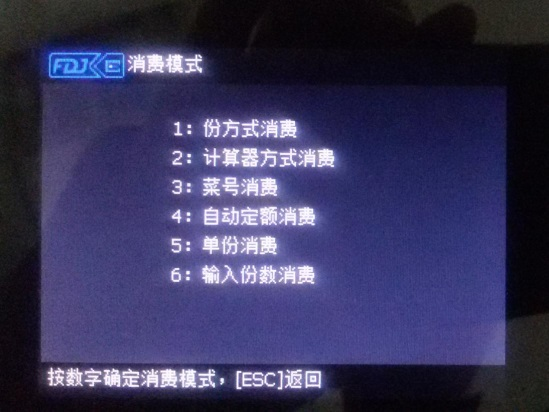 FDJKE 消费模式
1: 份方式消费
2: 计算器方式消费
3: 菜号消费
4: 自动定额消费
5: 单份消费
6: 输入份数消费
按数字确定消费模式，[ESC]返回